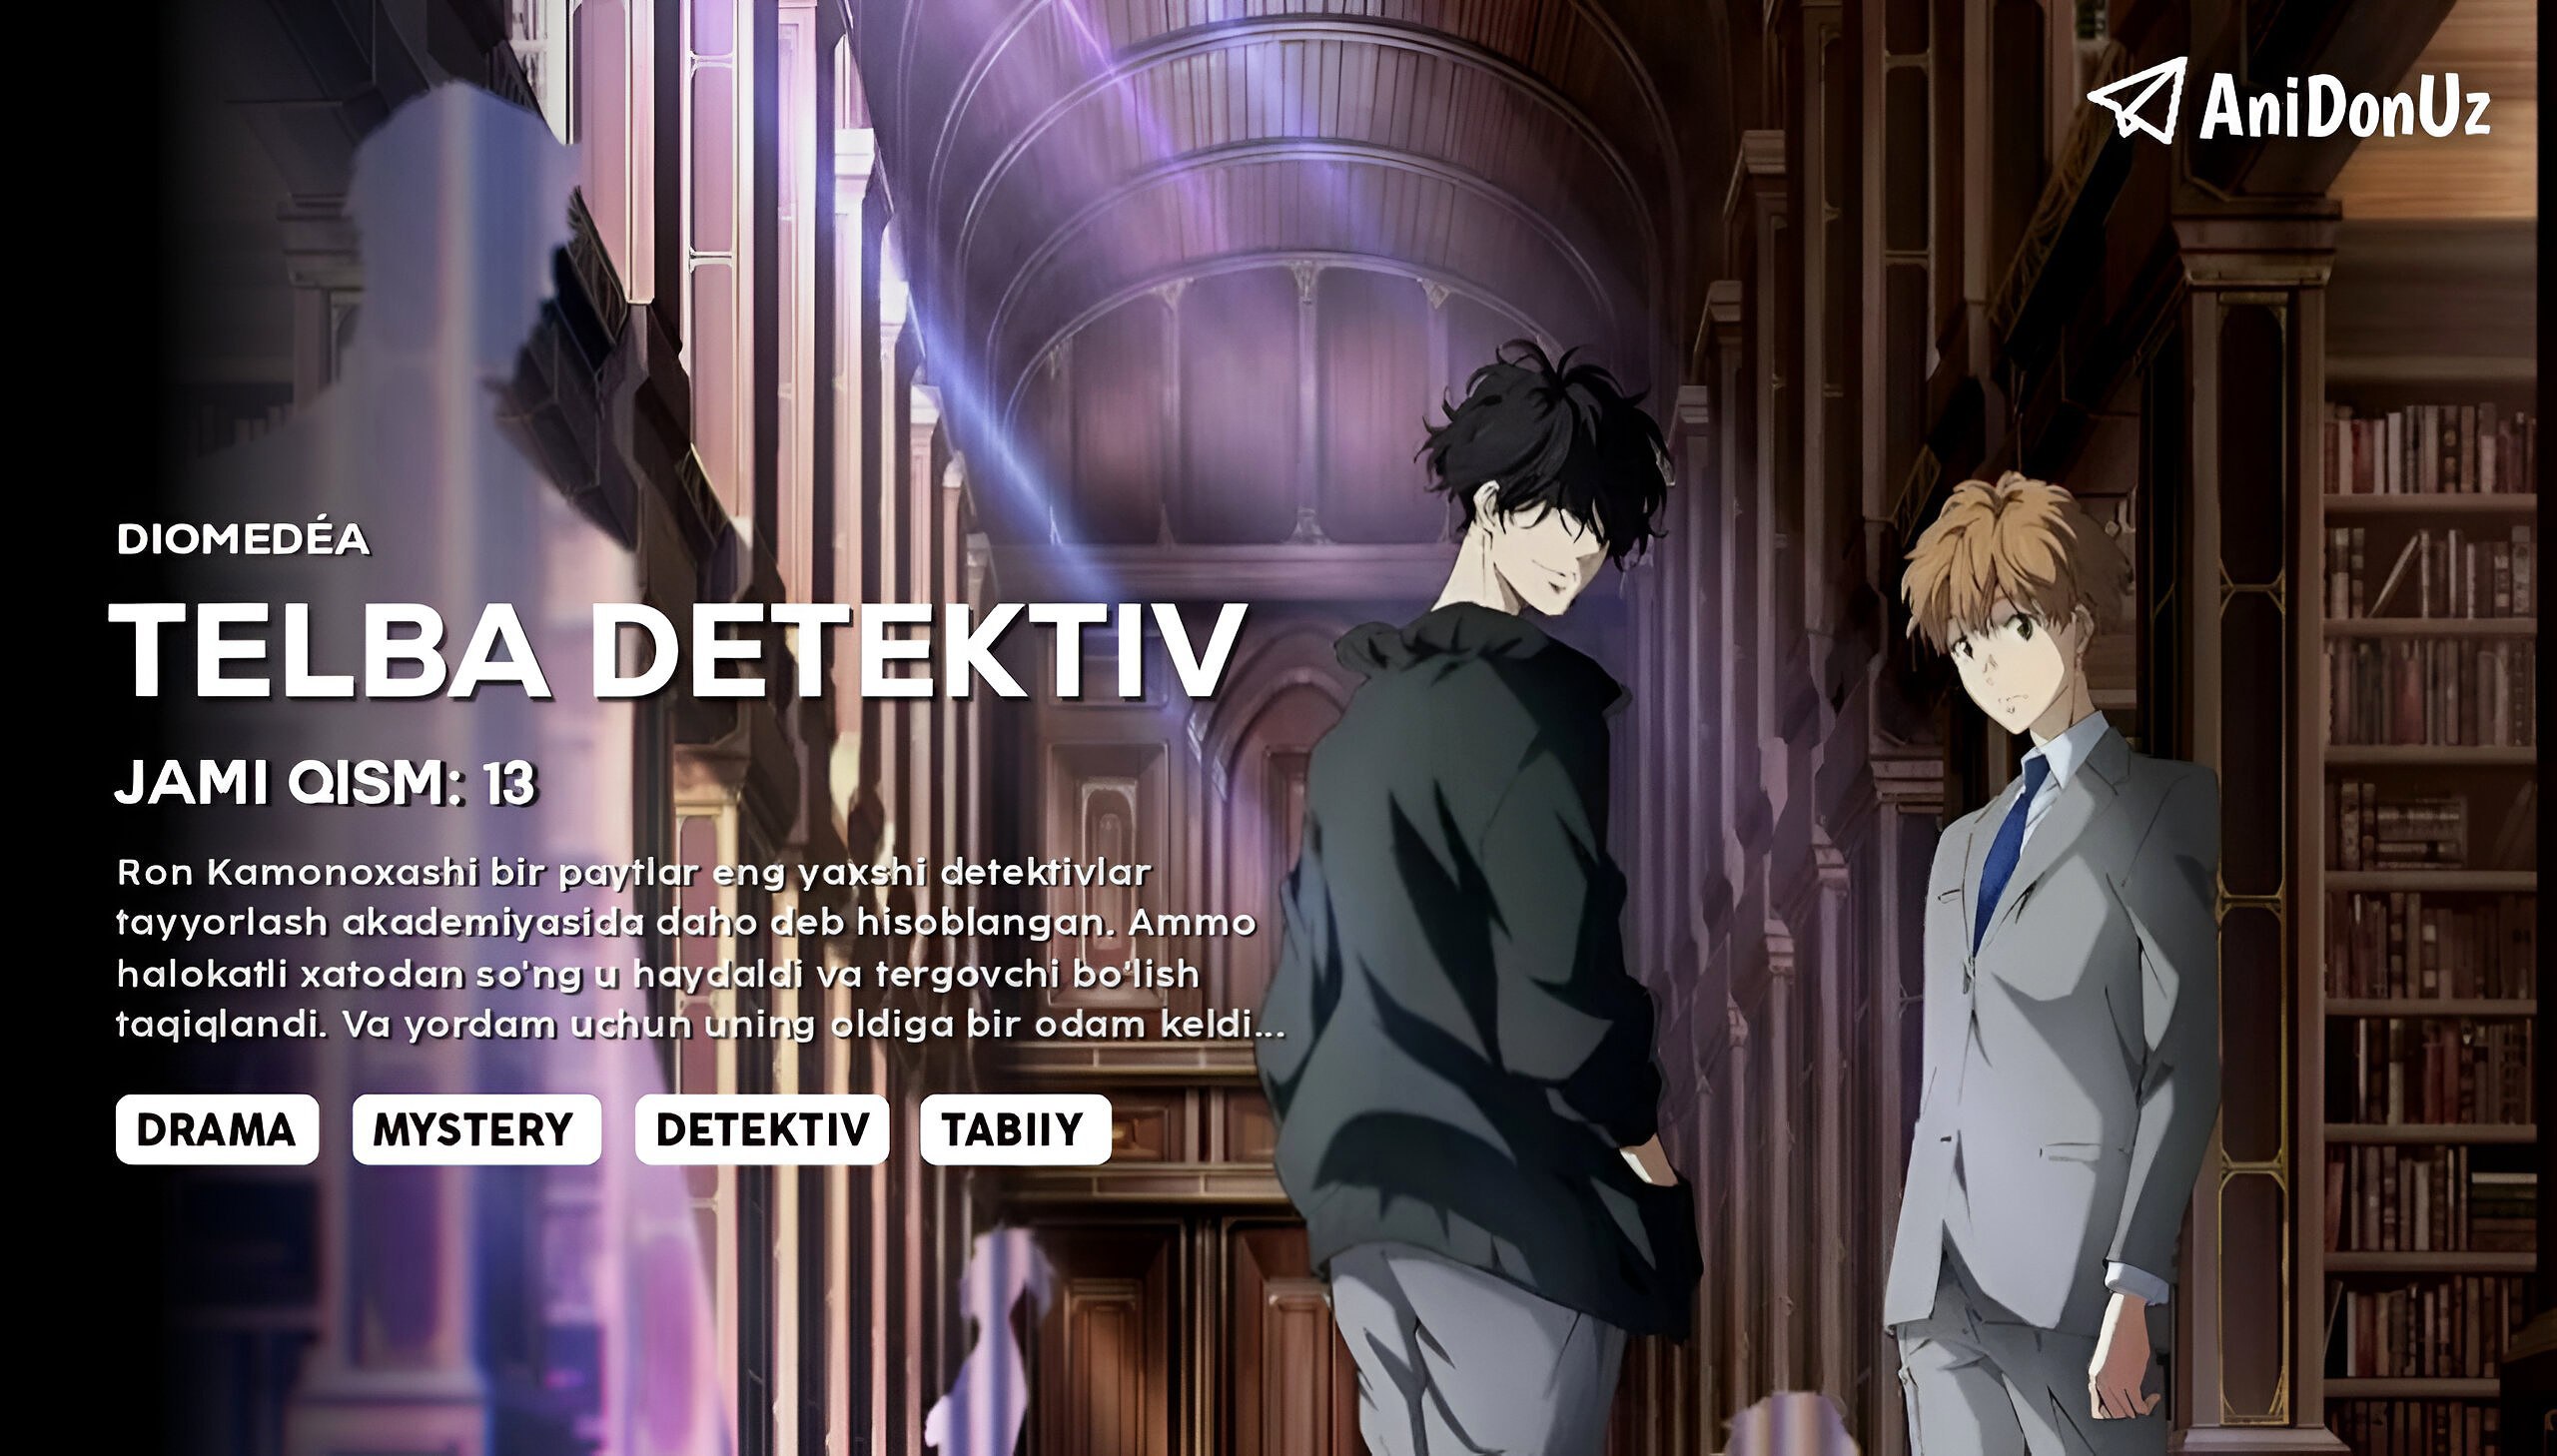 AniDonUz
DIOMEDÉA
TELBA DETEKTIV
JAMI QISM: 13
Ron Kamonoxashi bir paytlar eng yaxshi detektivlar
tayyorlash akademiyasida daho deb hisoblangan. Ammo
halokatli xatodan so'ng u haydaldi va tergovchi bo'lish
taqiqlandi. Va yordam uchun uning oldiga bir odam keldi...
DRAMA MYSTERY DETEKTIV TABIIY